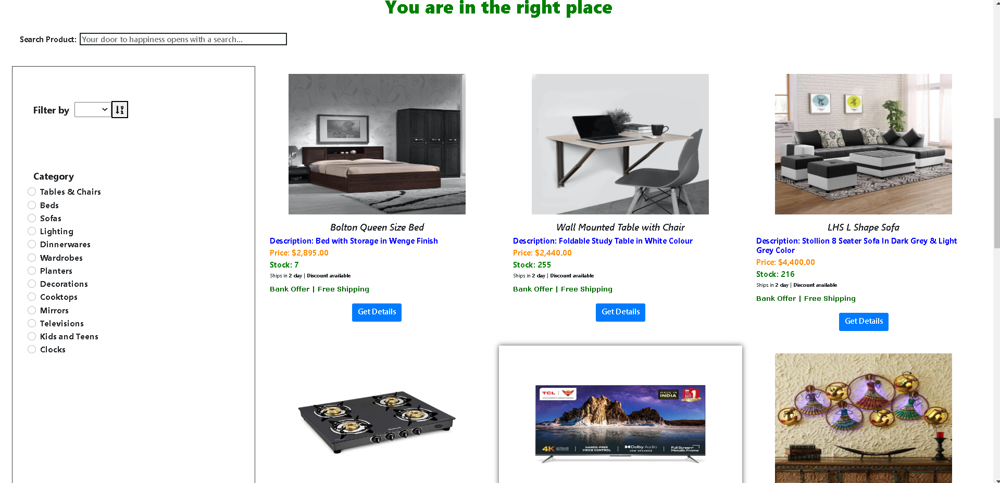 You are in the right place
Search Product: Your door to happiness opens with a search...
Filter by
Category
Tables & Chairs
Beds
Sofas
Lighting
Dinnerwares
Wardrobes
Planters
Decorations
Cooktops
Mirrors
Televisions
Kids and Teens
Clocks
Bolton Queen Size Bed
Description: Bed with Storage in Wenge Finish
Price: $2,895.00
Stock: 7
Ships in 2 day | Discount available
Bank Offer | Free Shipping
Get Details
Wall Mounted Table with Chair
Description: Foldable Study Table in White Colour
Price: $2,440.00
Stock: 255
Ships in 2 day | Discount available
Bank Offer | Free Shipping
Get Details
LHS L Shape Sofa
Description: Stollion 8 Seater Sofa In Dark Grey & Light
Grey Color
Price: $4,400.00
Stock: 216
Ships in 2 day | Discount available
Bank Offer | Free Shipping
Get Details
TCL
MADE IN
INDIA
NO.1
4K ULTRA HD
HANDS-FREE
VOICE CONTROL
Dolby Audio
30W SPEAKER
Full Screen
Metallic Frame